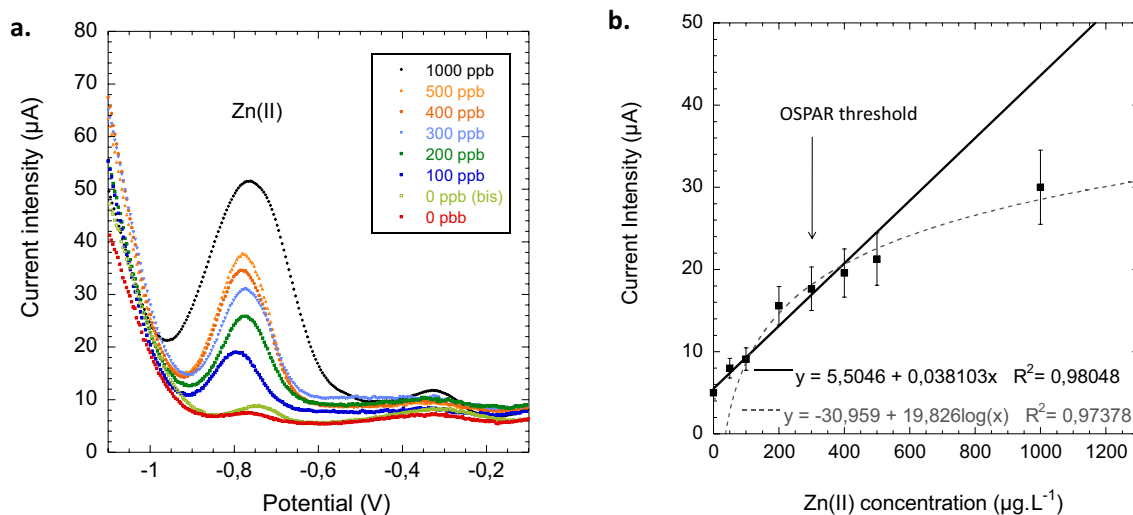 a.
80
70
60
50
40
30
20
10
0
Current intensity (µA)
Zn(II)
1000 ppb
500 ppb
400 ppb
300 ppb
200 ppb
100 ppb
0 ppb (bis)
0 pbb
-1
-0,8
-0,6
-0,4
-0,2
Potential (V)
b.
50
40
30
20
10
0
Current Intensity (µA)
OSPAR threshold
y = 5,5046 + 0,038103x R²= 0,98048
y = -30,959 + 19,826log(x) R²= 0,97378
0
200
400
600
800
1000
1200
Zn(II) concentration (µg.L⁻¹)